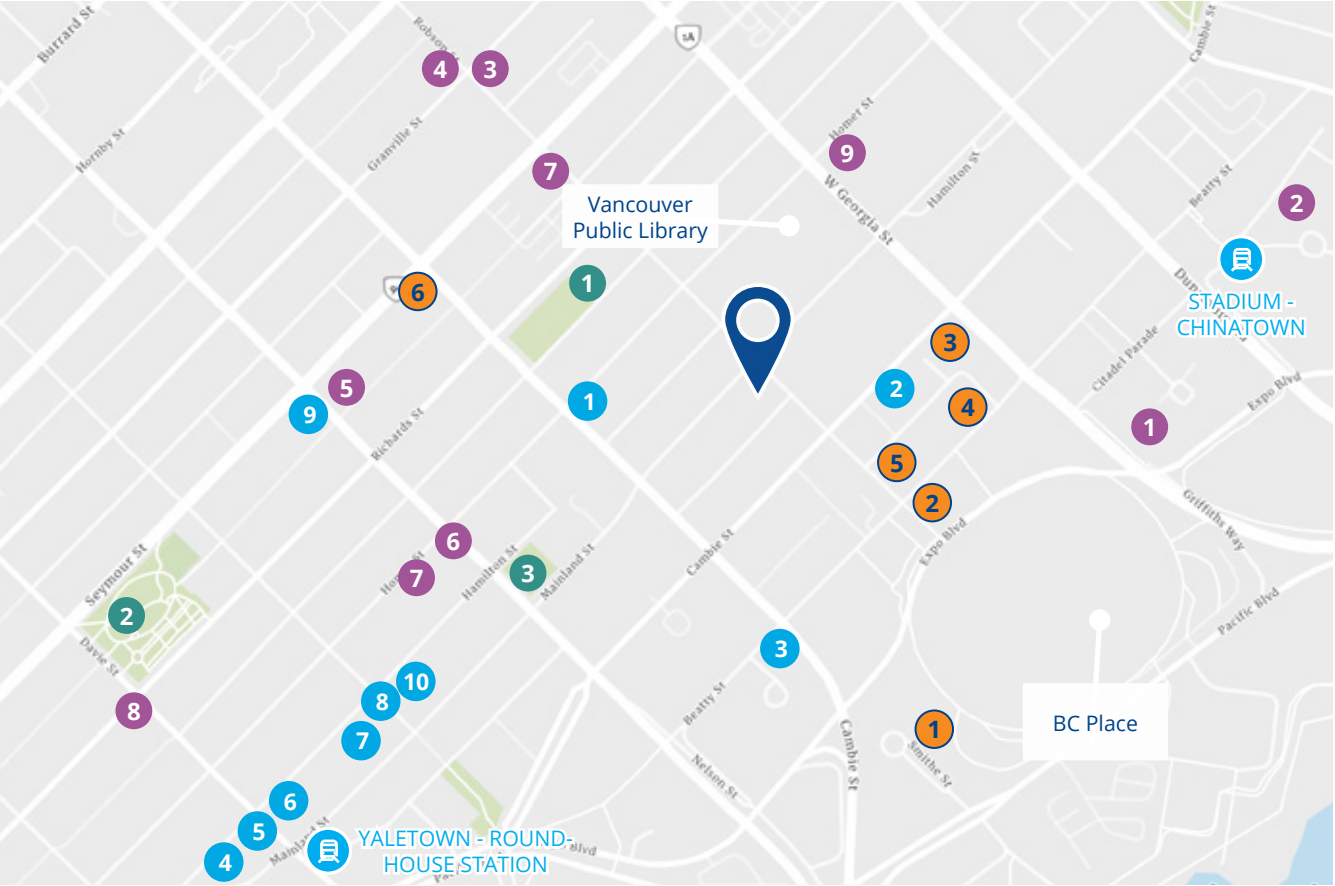 Burrard St
Robson St
1A
Cambie St
4
3
Homer St
Hornby St
Granville St
9
7
Hamilton St
Beatty St
W Georgia St
2
Vancouver
Public Library
1
6
STADIUM -
CHINATOWN
3
Citadel Parade
5
9
1
2
4
Expo Blvd
Richards St
1
5
2
Griffiths Way
Expo Blvd
6
Cambie St
Seymour St
7
Hamilton St
3
Mainland St
Pacific Blvd
2
Davie St
3
10
8
8
Beatty St
7
1
BC Place
Cambie St
Smithe St
Nelson St
6
5
Mainland St
4
YALETOWN - ROUND-
HOUSE STATION
Blvd